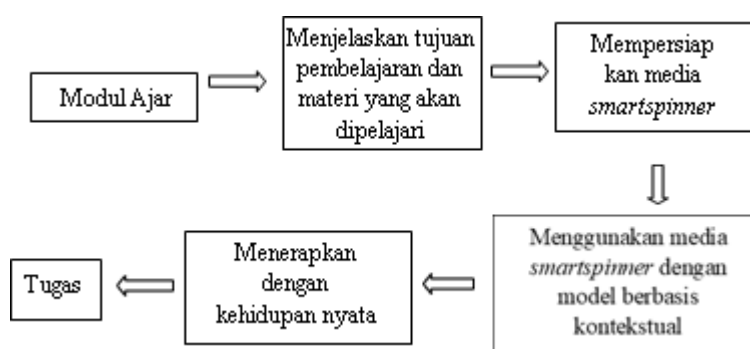 Modul Ajar
Menjelaskan tujuan
pembelajaran dan
materi yang akan
dipelajari
Mempersiap
kan media
smartspinner
Menggunakan media
smartspinner dengan
model berbasis
kontekstual
Menerapkan
dengan
kehidupan nyata
Tugas